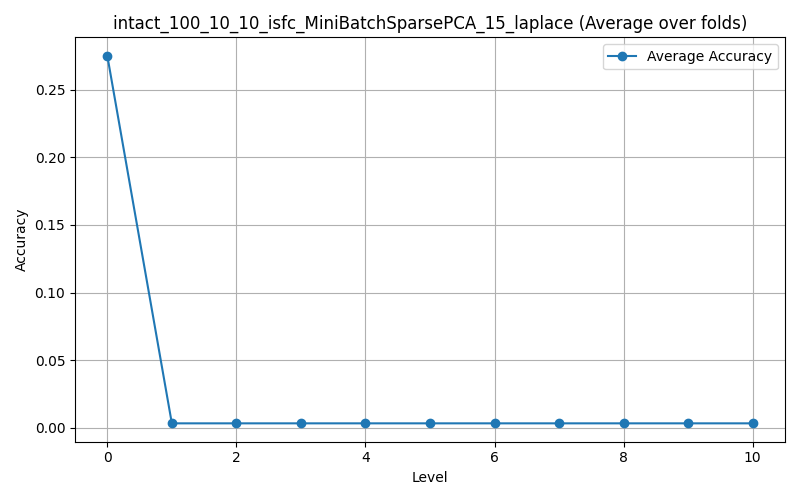 intact_100_10_10_isfc_MiniBatchSparsePCA_15_laplace (Average over folds)
Average Accuracy
Accuracy
0.25
0.20
0.15
0.10
0.05
0.00
0 2 4 6 8 10
Level